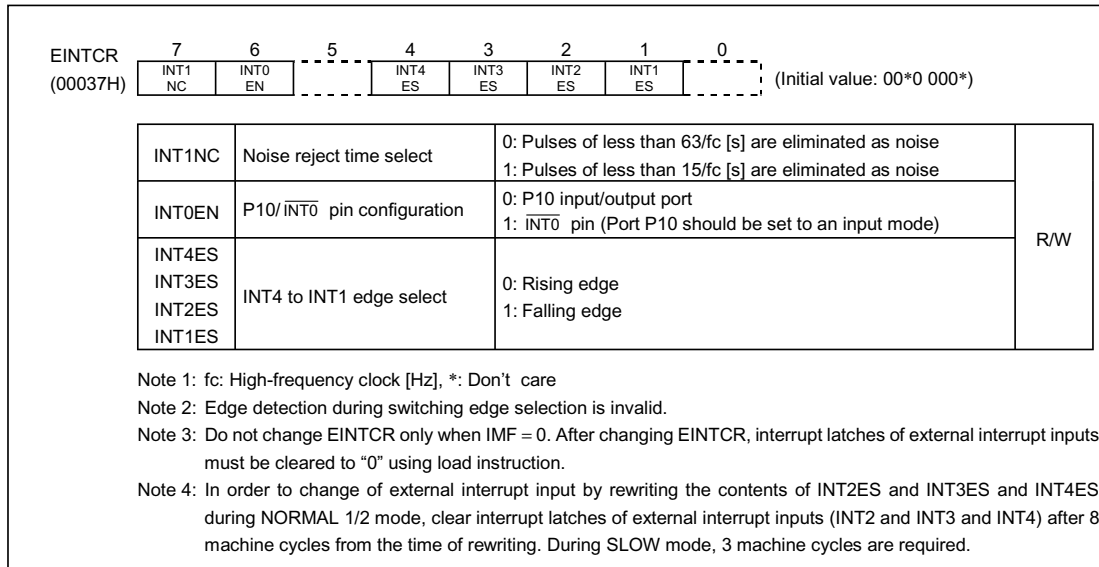 EINTCR
(00037H)
7 6 5 4 3 2 1 0
INT1 NC INT0 EN INT4 ES INT3 ES INT2 ES INT1 ES
(Initial value: 00*0 000*)
INT1NC Noise reject time select
0: Pulses of less than 63/fc [s] are eliminated as noise
1: Pulses of less than 15/fc [s] are eliminated as noise
INT0EN P10/ INT0 pin configuration
0: P10 input/output port
1: INT0 pin (Port P10 should be set to an input mode)
INT4ES
INT3ES
INT2ES
INT1ES
INT4 to INT1 edge select
0: Rising edge
1: Falling edge
R/W
Note 1: fc: High-frequency clock [Hz], *: Don't care
Note 2: Edge detection during switching edge selection is invalid.
Note 3: Do not change EINTCR only when IMF = 0. After changing EINTCR, interrupt latches of external interrupt inputs
must be cleared to “0” using load instruction.
Note 4: In order to change of external interrupt input by rewriting the contents of INT2ES and INT3ES and INT4ES
during NORMAL 1/2 mode, clear interrupt latches of external interrupt inputs (INT2 and INT3 and INT4) after 8
machine cycles from the time of rewriting. During SLOW mode, 3 machine cycles are required.